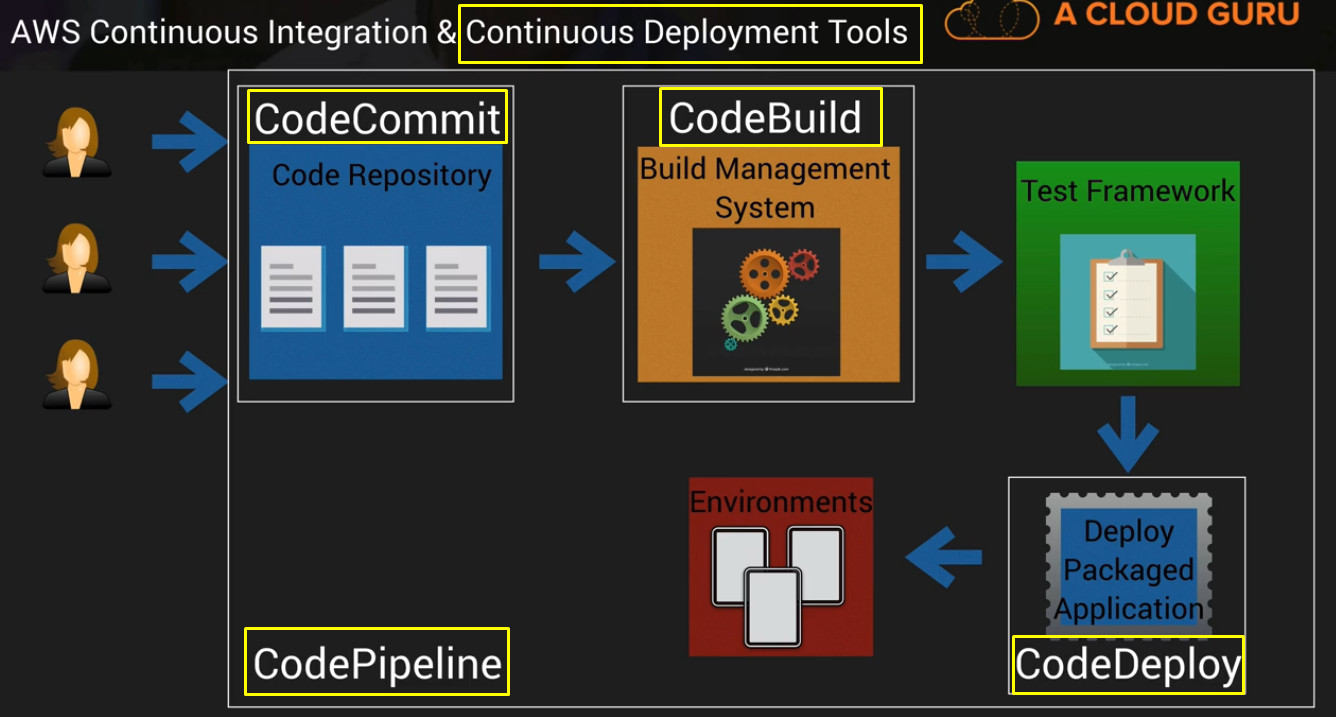 AWS Continuous Integration & Continuous Deployment Tools
A CLOUD GURU
CodeCommit
Code Repository
CodeBuild
Build Management
System
Test Framework
Deploy
Packaged
Application
CodeDeploy
Environments
CodePipeline